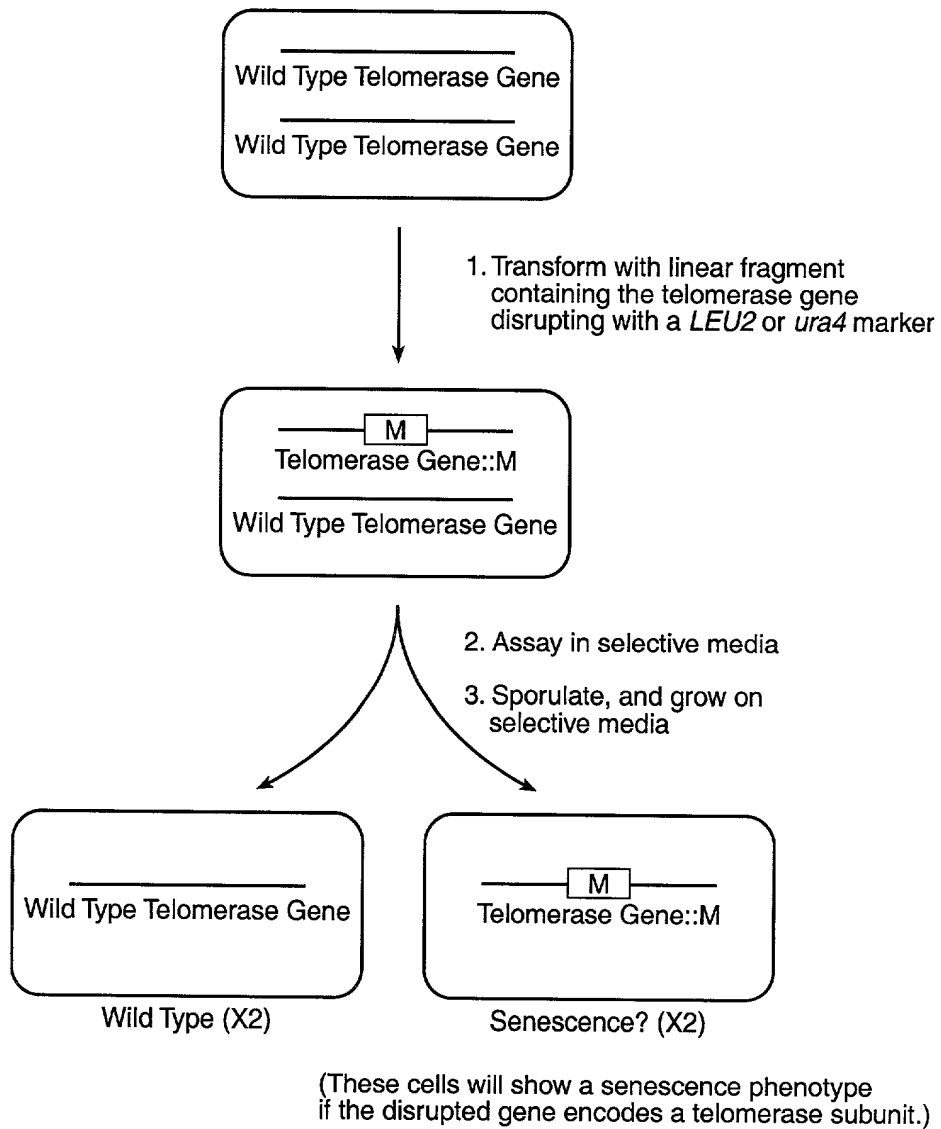 Wild Type Telomerase Gene
Wild Type Telomerase Gene
1. Transform with linear fragment
containing the telomerase gene
disrupting with a LEU2 or ura4 marker
M
Telomerase Gene::M
Wild Type Telomerase Gene
2. Assay in selective media
3. Sporulate, and grow on
selective media
Wild Type Telomerase Gene
Wild Type (X2)
M
Telomerase Gene::M
Senescence? (X2)
(These cells will show a senescence phenotype
if the disrupted gene encodes a telomerase subunit.)